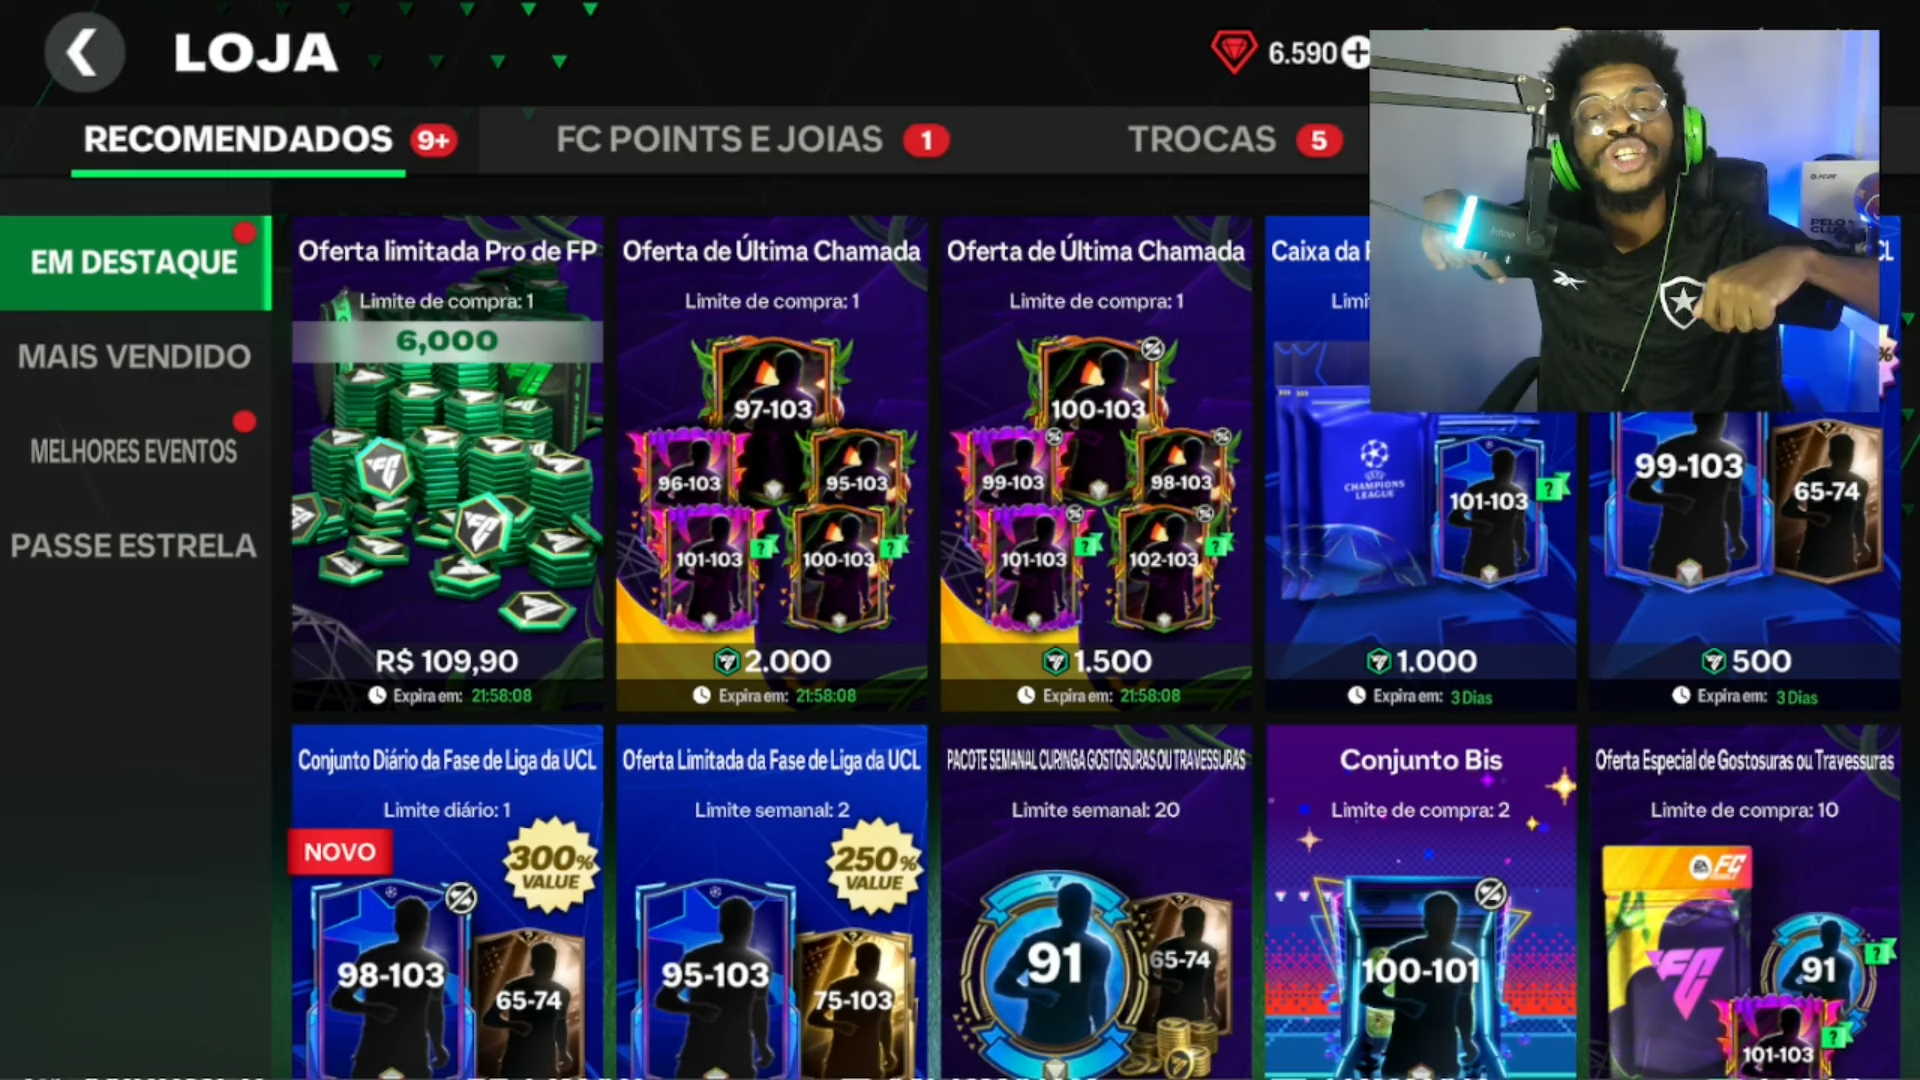 LOJA
6.590
RECOMENDADOS 9+
FC POINTS E JOIAS 1
TROCAS 5
EM DESTAQUE
MAIS VENDIDO
MELHORES EVENTOS
PASSE ESTRELA
Oferta limitada Pro de FP
Limite de compra: 1
6,000
R$ 109,90
Expira em: 21:58:08
Oferta de Última Chamada
Limite de compra: 1
97-103
96-103
95-103
101-103
100-103
2.000
Expira em: 21:58:08
Oferta de Última Chamada
Limite de compra: 1
100-103
99-103
98-103
101-103
102-103
1.500
Expira em: 21:58:08
Caixa da
UEFA
CHAMPIONS
LEAGUE
101-103
1.000
Expira em: 3 Dias
CL
99-103
65-74
500
Expira em: 3 Dias
Conjunto Diário da Fase de Liga da UCL
Limite diário: 1
NOVO
300%
VALUE
98-103
65-74
Oferta Limitada da Fase de Liga da UCL
Limite semanal: 2
250%
VALUE
95-103
75-103
PACOTE SEMANAL CURINGA GOSTOSURAS OU TRAVESSURAS
Limite semanal: 20
91
65-74
Conjunto Bis
Limite de compra: 2
100-101
Oferta Especial de Gostosuras ou Travessuras
Limite de compra: 10
FC
91
101-103